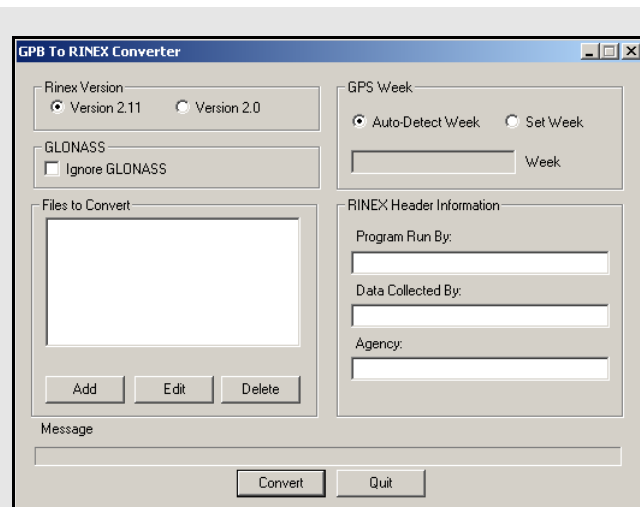 GPB To RINEX Converter
Rinex Version
Version 2.11 Version 2.0
GLONASS
Ignore GLONASS
GPS Week
Auto-Detect Week Set Week
Week
Files to Convert
Add Edit Delete
RINEX Header Information
Program Run By:
Data Collected By:
Agency:
Message
Convert Quit